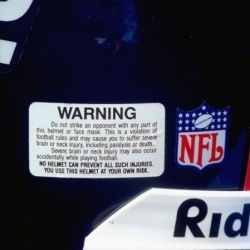 WARNING
Do not strike an opponent with any part of
this helmet or face mask. This is a violation of
football rules and may cause you to suffer severe
brain or neck injury, including paralysis or death.
Severe brain or neck injury may also occur
accidentally while playing football.
NO HELMET CAN PREVENT ALL SUCH INJURIES.
YOU USE THIS HELMET AT YOUR OWN RISK.
NFL
Rid